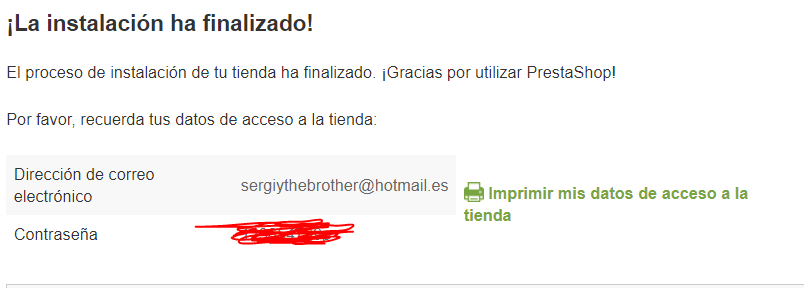 ¡La instalación ha finalizado!
El proceso de instalación de tu tienda ha finalizado. ¡Gracias por utilizar PrestaShop!
Por favor, recuerda tus datos de acceso a la tienda:
Dirección de correo
electrónico
sergiythebrother@hotmail.es
Imprimir mis datos de acceso a la
tienda
Contraseña